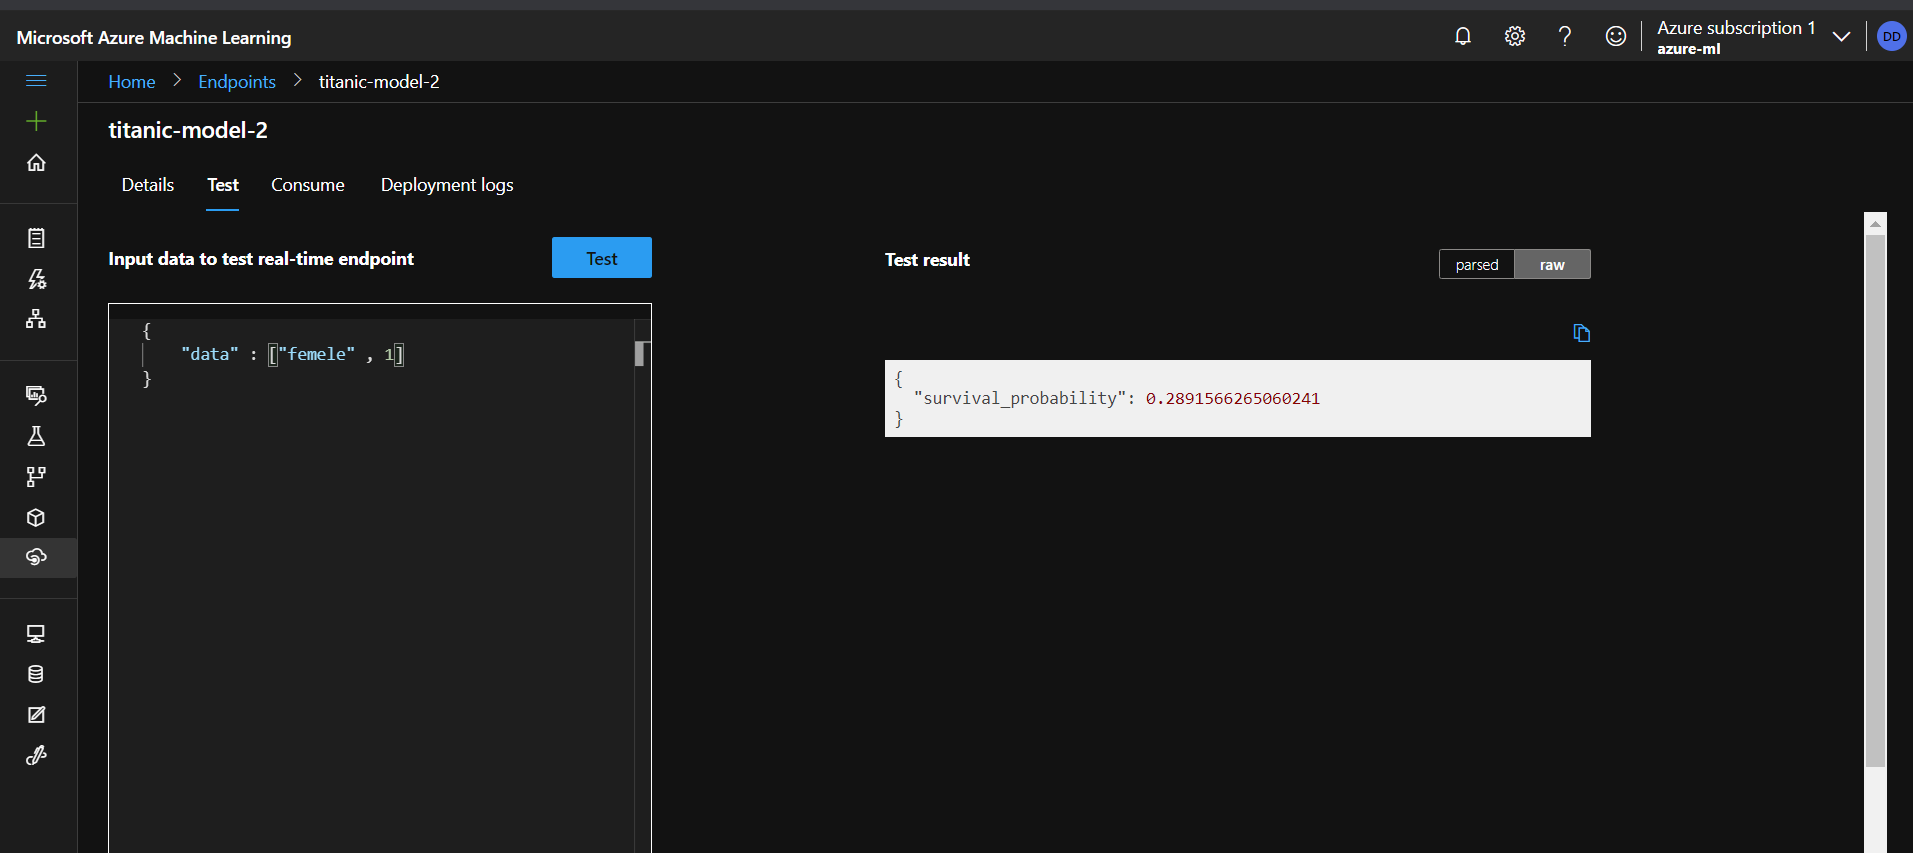 Microsoft Azure Machine Learning
Azure subscription 1
azure-ml
DD
Home > Endpoints > titanic-model-2
titanic-model-2
Details Test Consume Deployment logs
Input data to test real-time endpoint
Test
{
"data" : ["femele" , 1]
}
Test result
parsed raw
{
"survival_probability": 0.2891566265060241
}